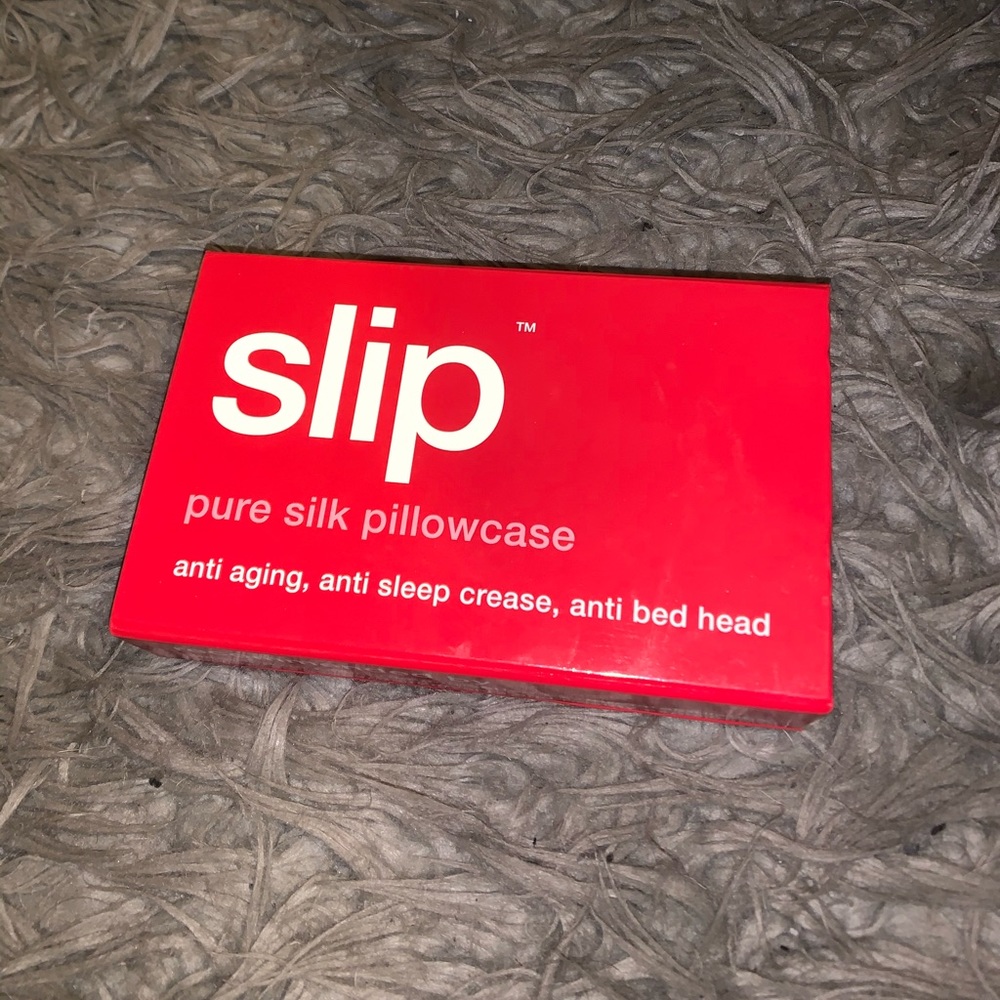 slip™
pure silk pillowcase
anti aging, anti sleep crease, anti bed head